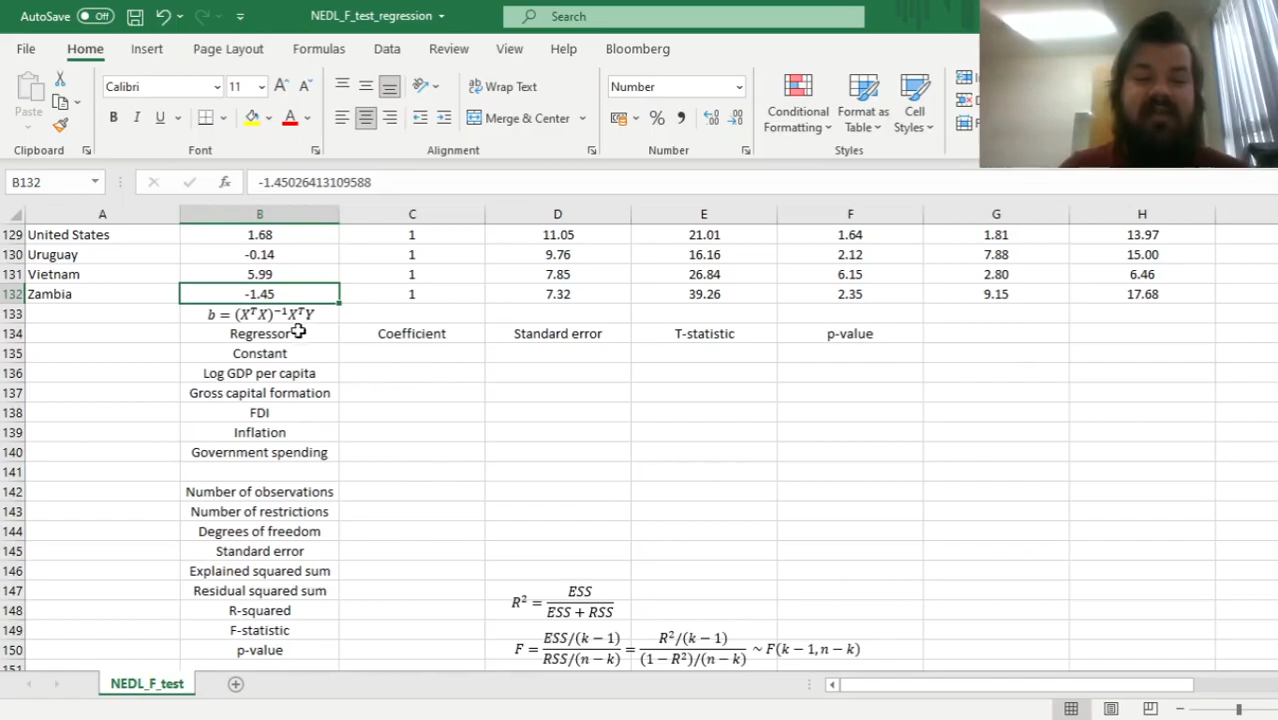 AutoSave Off NEDL_F_test_regression Search
File Home Insert Page Layout Formulas Data Review View Help Bloomberg
Paste Calibri 11 Wrap Text Merge & Center Number Conditional Formatting Format as Table Cell Styles
Clipboard Font Alignment Number Styles
B132 fx -1.45026413109588
A B C D E F G H
129 United States 1.68 1 11.05 21.01 1.64 1.81 13.97
130 Uruguay -0.14 1 9.76 16.16 2.12 7.88 15.00
131 Vietnam 5.99 1 7.85 26.84 6.15 2.80 6.46
132 Zambia -1.45 1 7.32 39.26 2.35 9.15 17.68
133 b = (XᵀX)⁻¹XᵀY
134 Regressor Coefficient Standard error T-statistic p-value
135 Constant
136 Log GDP per capita
137 Gross capital formation
138 FDI
139 Inflation
140 Government spending
141
142 Number of observations
143 Number of restrictions
144 Degrees of freedom
145 Standard error
146 Explained squared sum
147 Residual squared sum
148 R-squared
R² = ESS / (ESS + RSS)
149 F-statistic
150 p-value
F = ESS/(k − 1) / RSS/(n − k) = R²/(k − 1) / (1 − R²)/(n − k) ~ F(k − 1, n − k)
151
NEDL_F_test